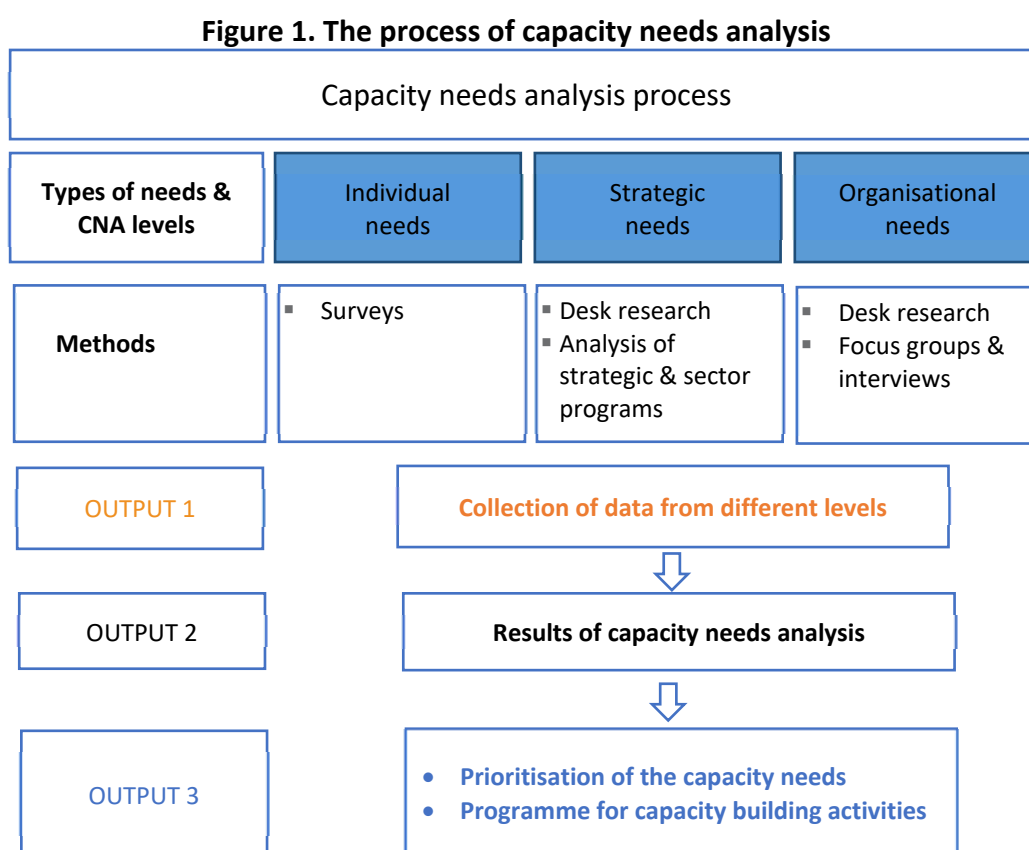 Figure 1. The process of capacity needs analysis
Capacity needs analysis process
Types of needs &
CNA levels
Individual
needs
Strategic
needs
Organisational
needs
Methods
▪ Surveys
▪ Desk research
▪ Analysis of
strategic & sector
programs
▪ Desk research
▪ Focus groups &
interviews
OUTPUT 1
Collection of data from different levels
OUTPUT 2
Results of capacity needs analysis
OUTPUT 3
• Prioritisation of the capacity needs
• Programme for capacity building activities